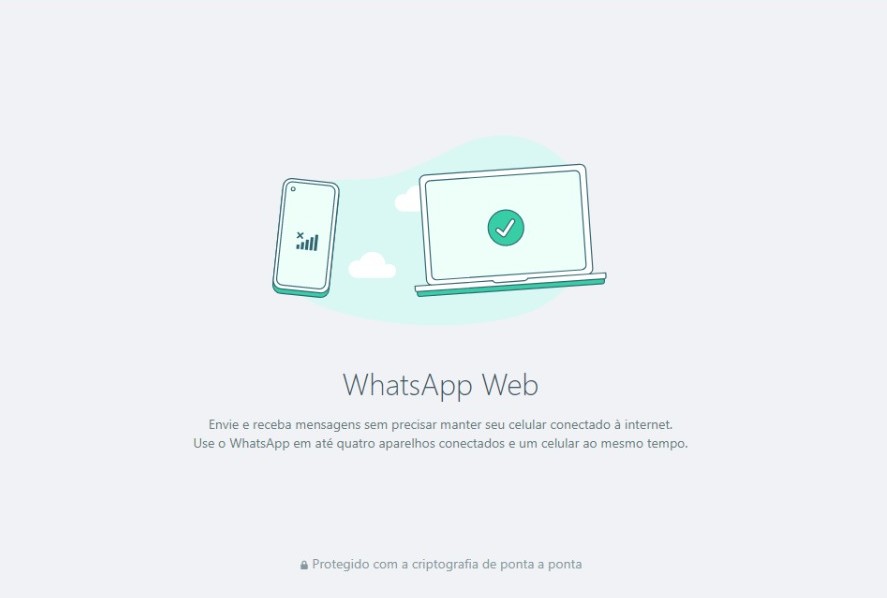 WhatsApp Web
Envie e receba mensagens sem precisar manter seu celular conectado à internet.
Use o WhatsApp em até quatro aparelhos conectados e um celular ao mesmo tempo.
Protegido com a criptografia de ponta a ponta